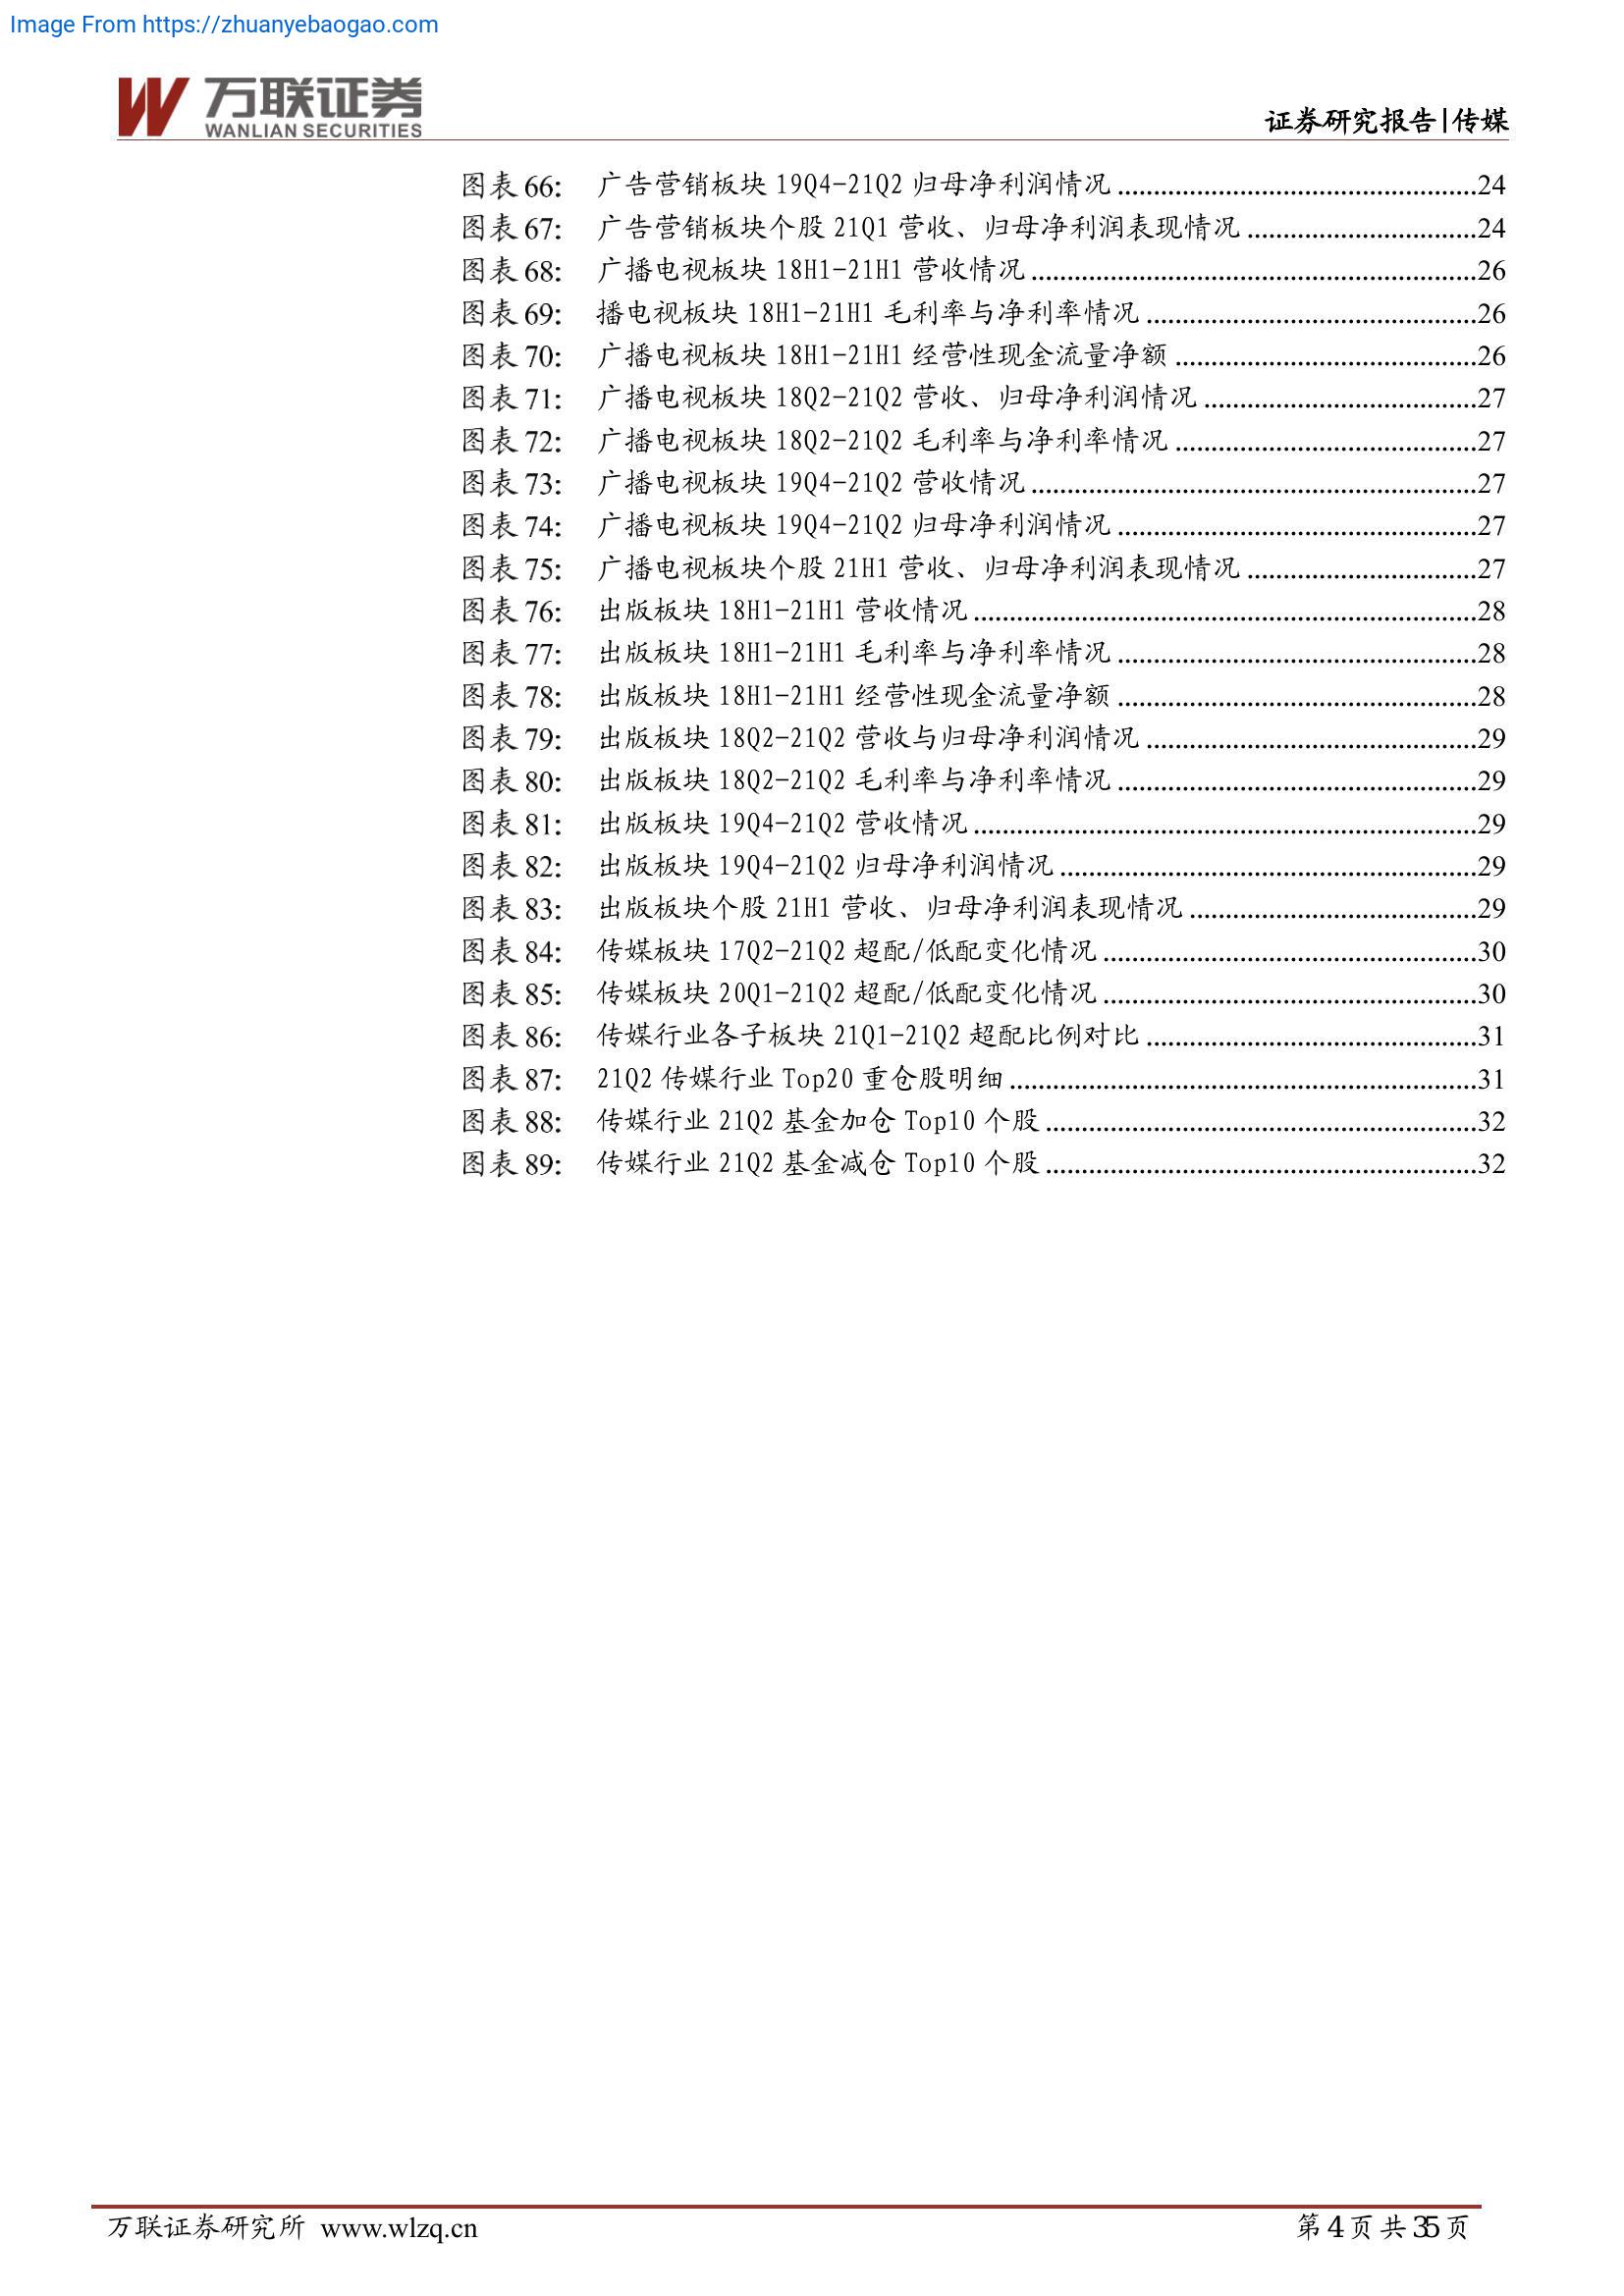 Image From https://zhuanyebaogao.com
万联证券
WANLIAN SECURITIES
证券研究报告|传媒
图表 66: 广告营销板块 19Q4-21Q2 归母净利润情况..................................................24
图表 67: 广告营销板块个股 21Q1 营收、归母净利润表现情况................................24
图表 68: 广播电视板块 18H1-21H1 营收情况..............................................................26
图表 69: 播电视板块 18H1-21H1 毛利率与净利率情况..............................................26
图表 70: 广播电视板块 18H1-21H1 经营性现金流量净额..........................................26
图表 71: 广播电视板块 18Q2-21Q2 营收、归母净利润情况......................................27
图表 72: 广播电视板块 18Q2-21Q2 毛利率与净利率情况..........................................27
图表 73: 广播电视板块 19Q4-21Q2 营收情况..............................................................27
图表 74: 广播电视板块 19Q4-21Q2 归母净利润情况..................................................27
图表 75: 广播电视板块个股 21H1 营收、归母净利润表现情况................................27
图表 76: 出版板块 18H1-21H1 营收情况......................................................................28
图表 77: 出版板块 18H1-21H1 毛利率与净利率情况..................................................28
图表 78: 出版板块 18H1-21H1 经营性现金流量净额..................................................28
图表 79: 出版板块 18Q2-21Q2 营收与归母净利润情况..............................................29
图表 80: 出版板块 18Q2-21Q2 毛利率与净利率情况..................................................29
图表 81: 出版板块 19Q4-21Q2 营收情况......................................................................29
图表 82: 出版板块 19Q4-21Q2 归母净利润情况..........................................................29
图表 83: 出版板块个股 21H1 营收、归母净利润表现情况........................................29
图表 84: 传媒板块 17Q2-21Q2 超配/低配变化情况....................................................30
图表 85: 传媒板块 20Q1-21Q2 超配/低配变化情况....................................................30
图表 86: 传媒行业各子板块 21Q1-21Q2 超配比例对比..............................................31
图表 87: 21Q2 传媒行业 Top20 重仓股明细.................................................................31
图表 88: 传媒行业 21Q2 基金加仓 Top10 个股............................................................32
图表 89: 传媒行业 21Q2 基金减仓 Top10 个股............................................................32
万联证券研究所 www.wlzq.cn
第 4 页 共 35 页